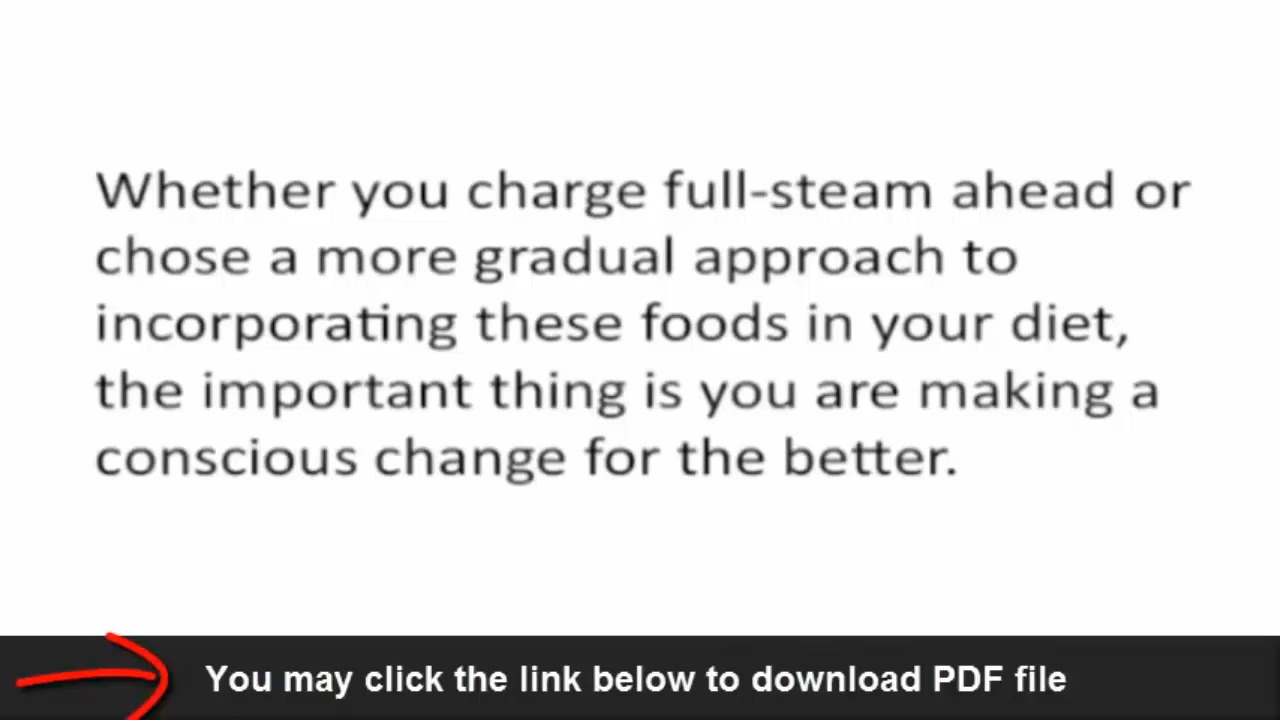 Whether you charge full-steam ahead or
chose a more gradual approach to
incorporating these foods in your diet,
the important thing is you are making a
conscious change for the better.
You may click the link below to download PDF file